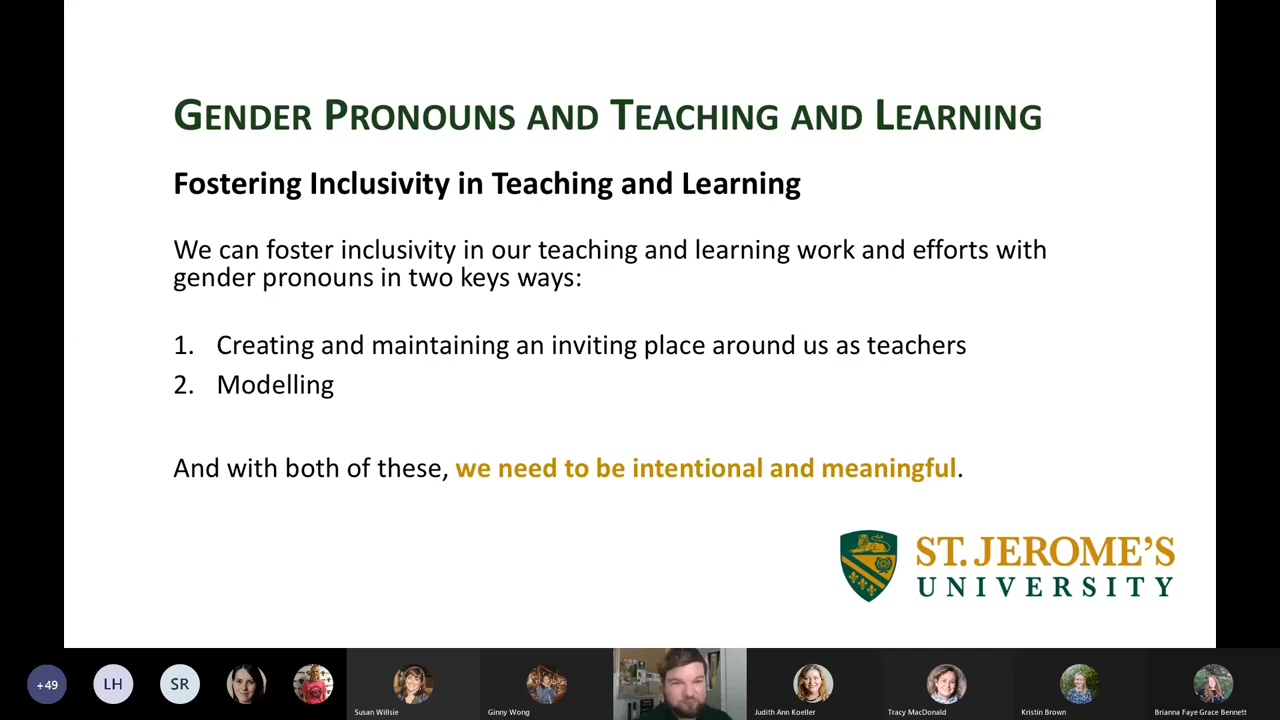 GENDER PRONOUNS AND TEACHING AND LEARNING
Fostering Inclusivity in Teaching and Learning
We can foster inclusivity in our teaching and learning work and efforts with
gender pronouns in two keys ways:
1. Creating and maintaining an inviting place around us as teachers
2. Modelling
And with both of these, we need to be intentional and meaningful.
ST. JEROME'S
UNIVERSITY
+49
LH
SR
Susan Willsie
Ginny Wong
Judith Ann Koeller
Tracy MacDonald
Kristin Brown
Brianna Faye Grace Bennett